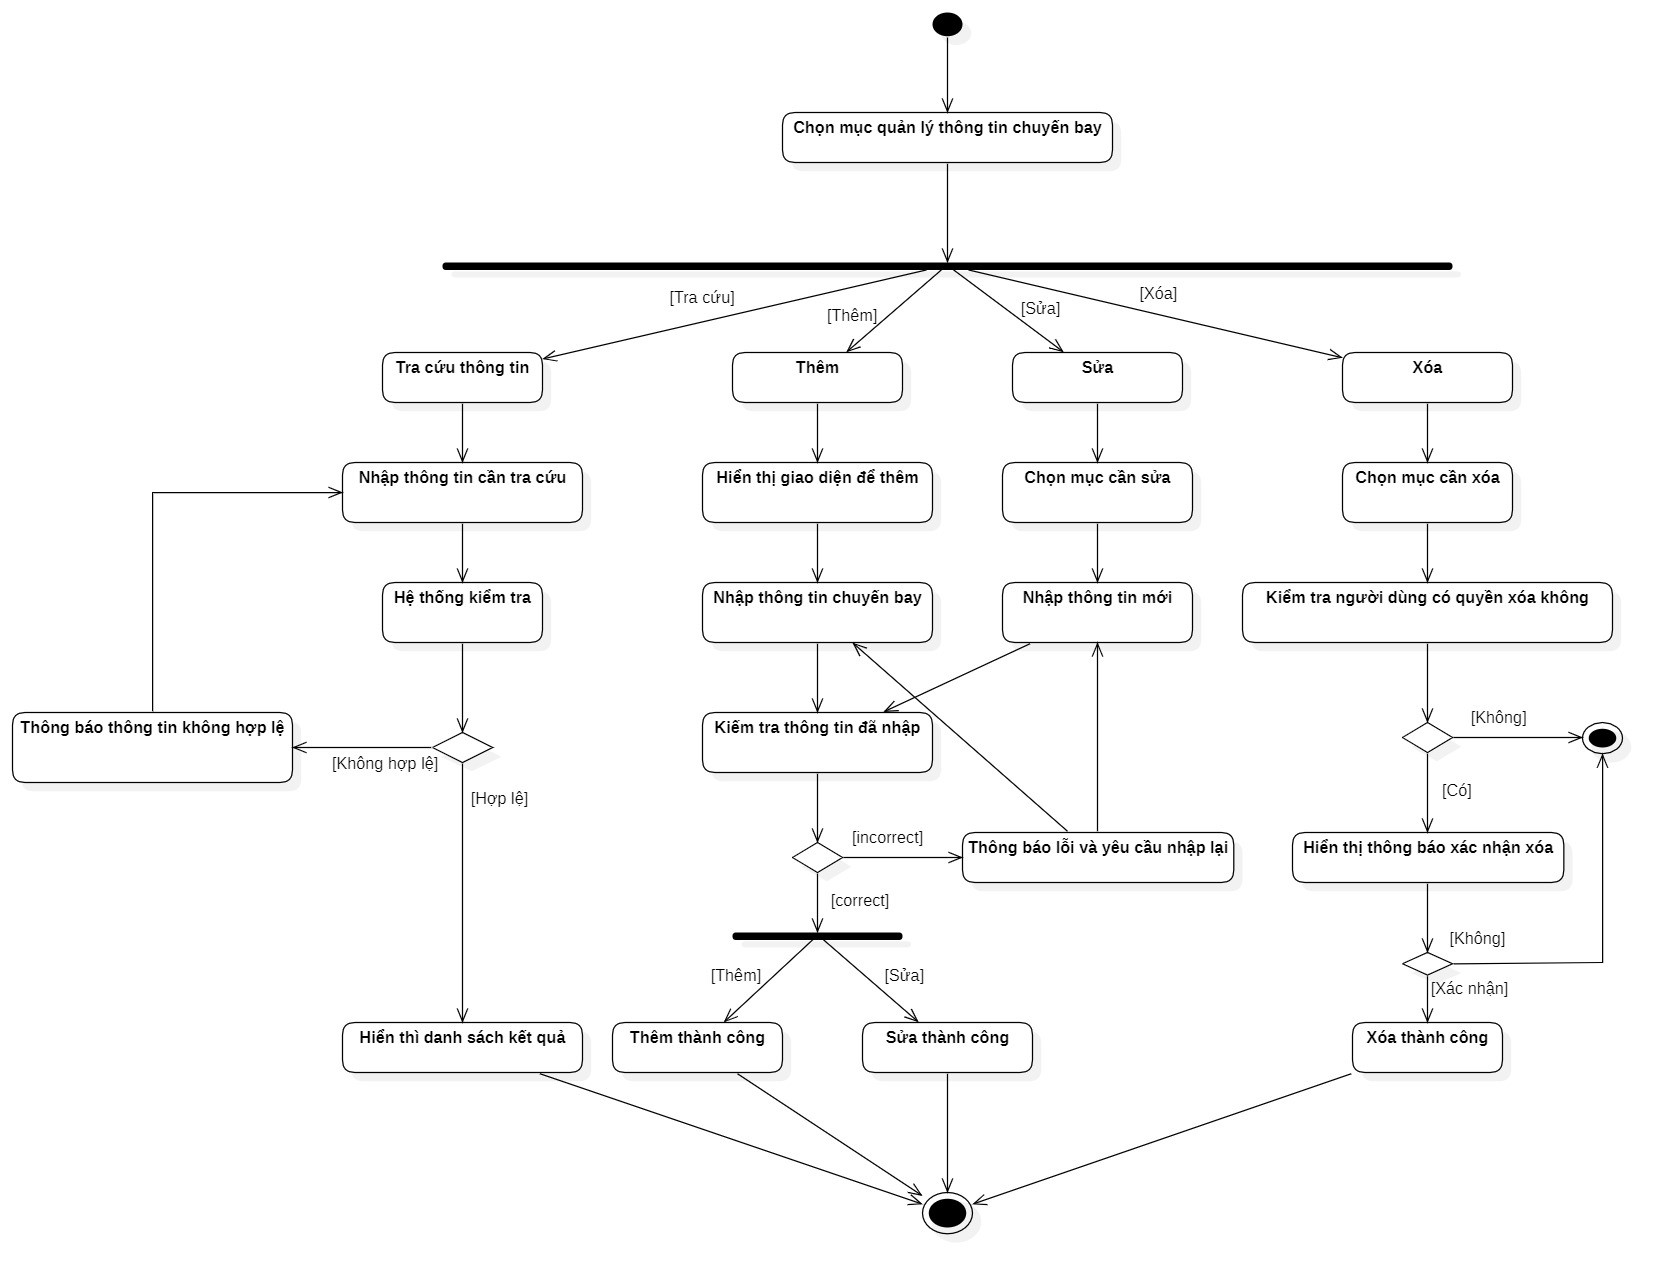 Chọn mục quản lý thông tin chuyến bay
[Tra cứu]
[Thêm]
[Sửa]
[Xóa]
Tra cứu thông tin
Thêm
Sửa
Xóa
Nhập thông tin cần tra cứu
Hiển thị giao diện để thêm
Chọn mục cần sửa
Chọn mục cần xóa
Hệ thống kiểm tra
Nhập thông tin chuyến bay
Nhập thông tin mới
Kiểm tra người dùng có quyền xóa không
Thông báo thông tin không hợp lệ
[Không hợp lệ]
[Hợp lệ]
Kiểm tra thông tin đã nhập
[Không]
[Có]
[incorrect]
Thông báo lỗi và yêu cầu nhập lại
Hiển thị thông báo xác nhận xóa
[correct]
[Không]
[Thêm]
[Sửa]
[Xác nhận]
Hiển thì danh sách kết quả
Thêm thành công
Sửa thành công
Xóa thành công